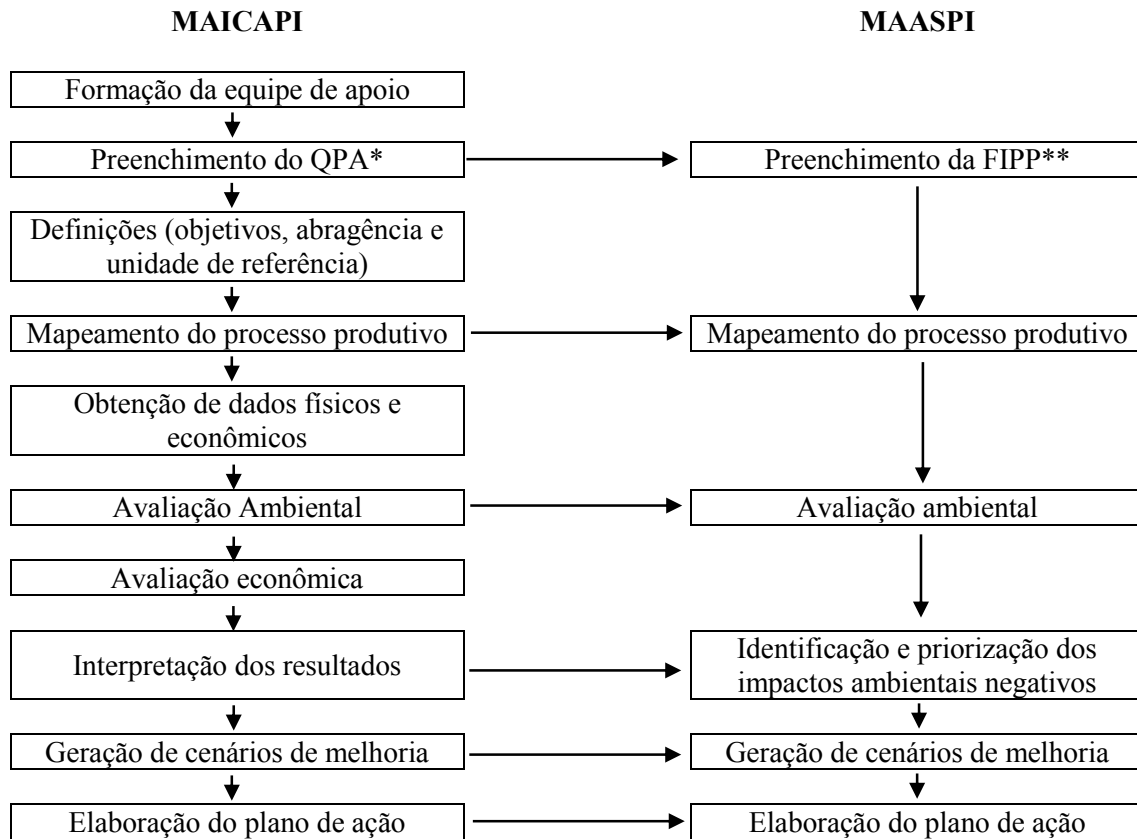 MAICAPI
MAASPI
Formação da equipe de apoio
Preenchimento do QPA*
Preenchimento da FIPP**
Definições (objetivos, abragência e
unidade de referência)
Mapeamento do processo produtivo
Mapeamento do processo produtivo
Obtenção de dados físicos e
econômicos
Avaliação Ambiental
Avaliação ambiental
Avaliação econômica
Interpretação dos resultados
Identificação e priorização dos
impactos ambientais negativos
Geração de cenários de melhoria
Geração de cenários de melhoria
Elaboração do plano de ação
Elaboração do plano de ação